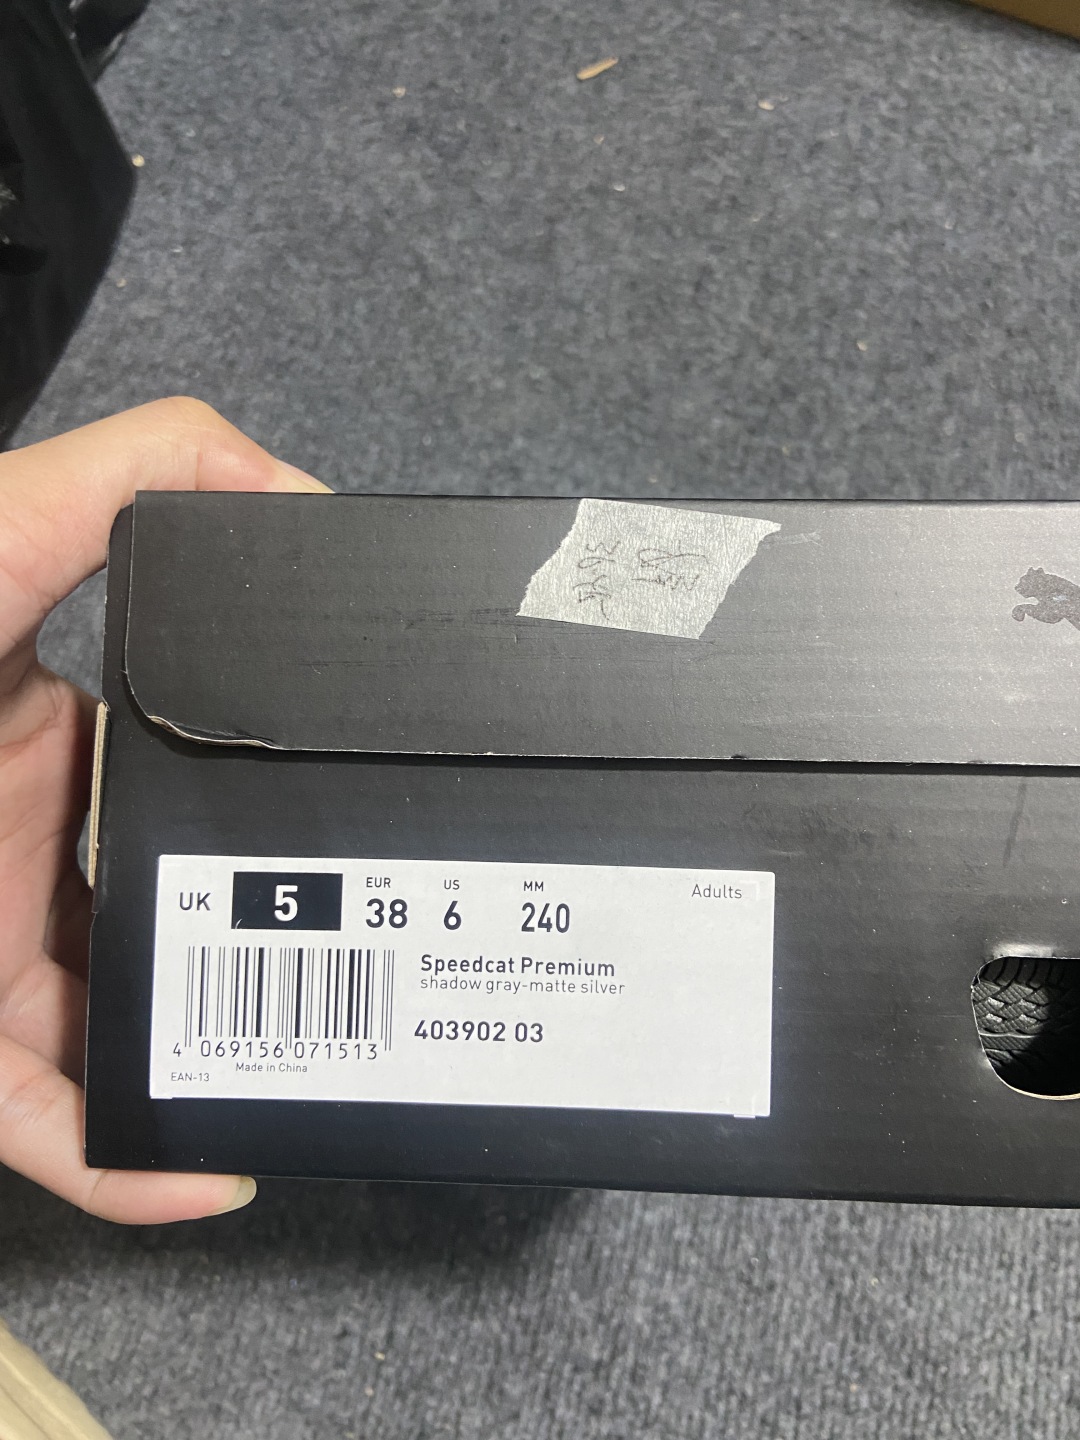 UK 5 EUR 38 US 6 MM 240 Adults
Speedcat Premium
shadow gray-matte silver
403902 03
4 069156 071513
Made in China
EAN-13